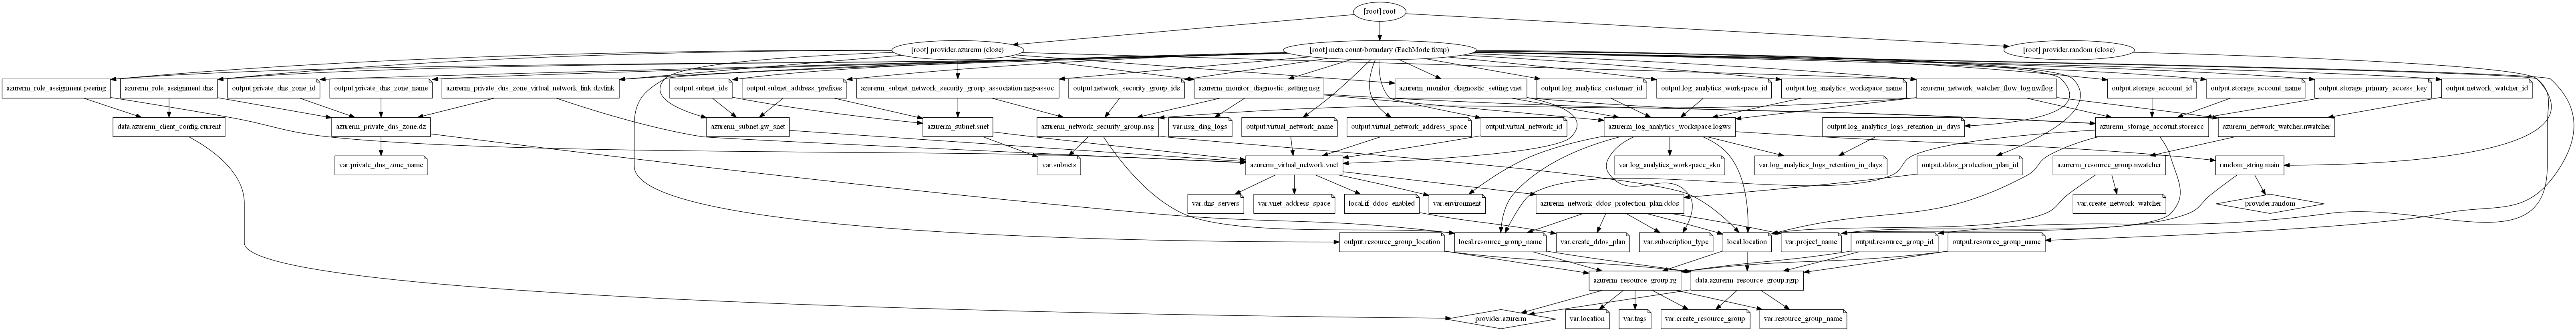 [root] root
[root] provider.azurerm (close)
[root] meta.count-boundary (EachMode fixup)
[root] provider.random (close)
azurerm_role_assignment.peering
azurerm_role_assignment.dns
output.private_dns_zone_id
output.private_dns_zone_name
azurerm_private_dns_zone_virtual_network_link.dzvlink
output.subnet_ids
output.subnet_address_prefixes
azurerm_subnet_network_security_group_association.nsg-assoc
output.network_security_group_ids
azurerm_monitor_diagnostic_setting.nsg
azurerm_monitor_diagnostic_setting.vnet
output.log_analytics_customer_id
output.log_analytics_workspace_id
output.log_analytics_workspace_name
azurerm_network_watcher_flow_log.nwflog
output.storage_account_id
output.storage_account_name
output.storage_primary_access_key
output.network_watcher_id
data.azurerm_client_config.current
azurerm_private_dns_zone.dz
azurerm_subnet.gw_snet
azurerm_subnet.snet
azurerm_network_security_group.nsg
var.nsg_diag_logs
output.virtual_network_name
output.virtual_network_address_space
output.virtual_network_id
azurerm_log_analytics_workspace.logws
output.log_analytics_logs_retention_in_days
azurerm_storage_account.storeacc
azurerm_network_watcher.nwatcher
var.private_dns_zone_name
var.subnets
azurerm_virtual_network.vnet
var.log_analytics_workspace_sku
var.log_analytics_logs_retention_in_days
output.ddos_protection_plan_id
azurerm_resource_group.nwatcher
random_string.main
var.dns_servers
var.vnet_address_space
local.if_ddos_enabled
var.environment
azurerm_network_ddos_protection_plan.ddos
var.create_network_watcher
provider.random
output.resource_group_location
local.resource_group_name
var.create_ddos_plan
var.subscription_type
local.location
var.project_name
output.resource_group_id
output.resource_group_name
azurerm_resource_group.rg
data.azurerm_resource_group.rgrp
provider.azurerm
var.location
var.tags
var.create_resource_group
var.resource_group_name